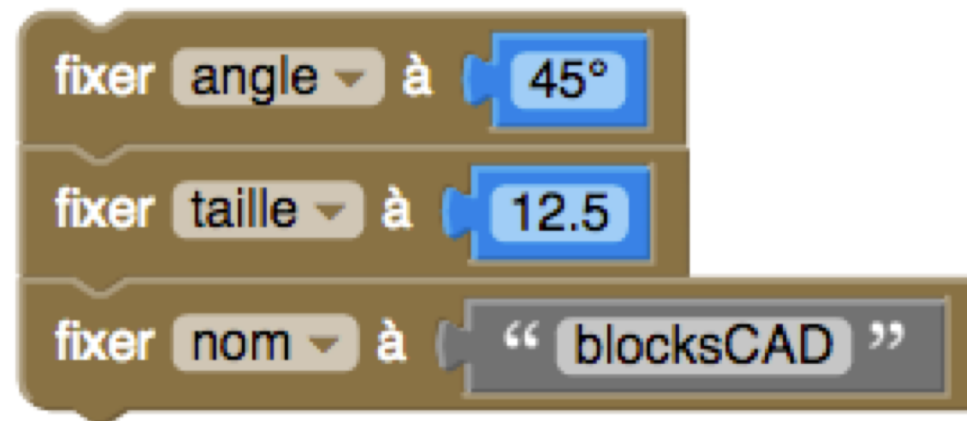 fixer angle à 45°
fixer taille à 12.5
fixer nom à “ blocksCAD ”